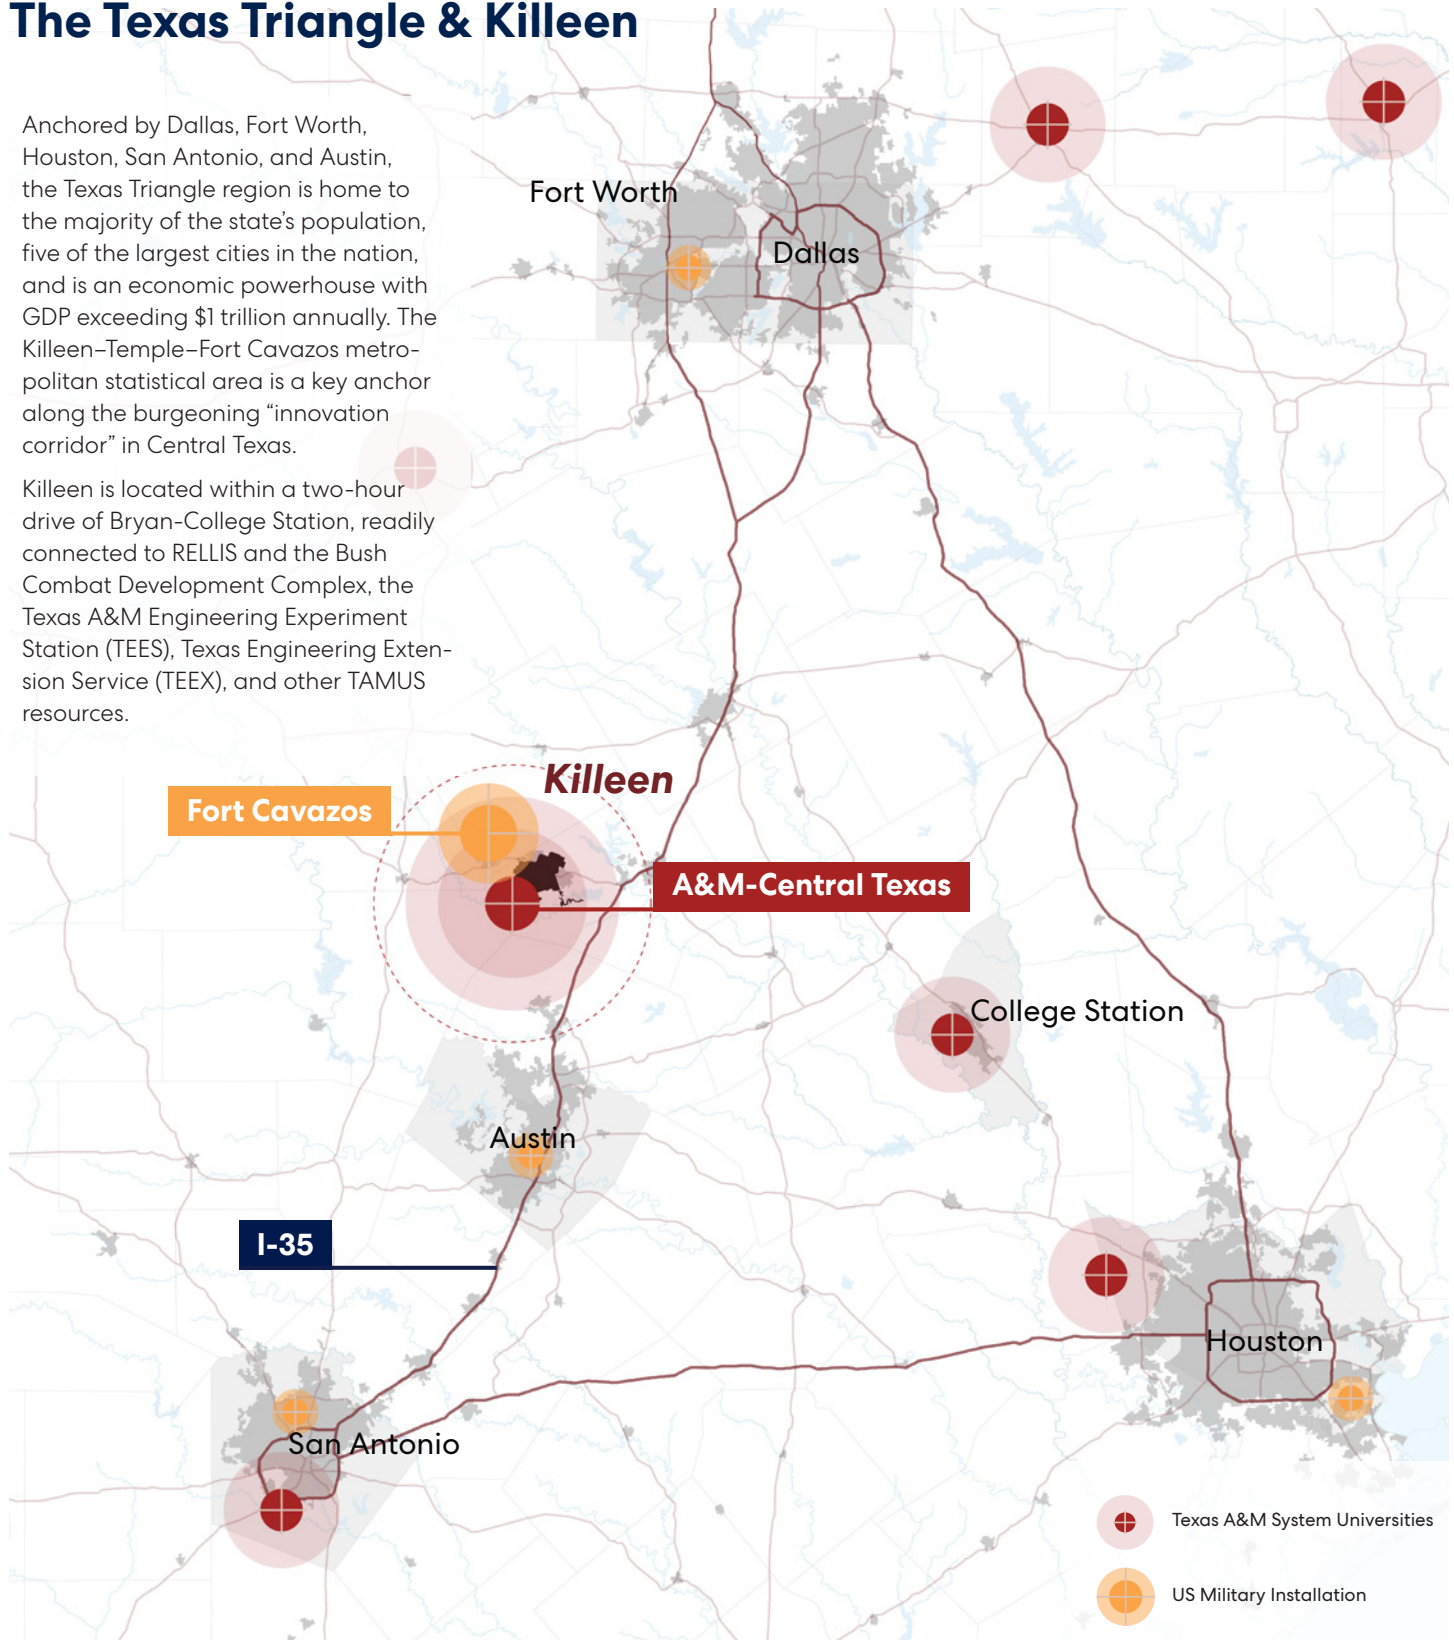 The Texas Triangle & Killeen
Anchored by Dallas, Fort Worth,
Houston, San Antonio, and Austin,
the Texas Triangle region is home to
the majority of the state’s population,
five of the largest cities in the nation,
and is an economic powerhouse with
GDP exceeding $1 trillion annually. The
Killeen–Temple–Fort Cavazos metro-
politan statistical area is a key anchor
along the burgeoning “innovation
corridor” in Central Texas.
Killeen is located within a two-hour
drive of Bryan-College Station, readily
connected to RELLIS and the Bush
Combat Development Complex, the
Texas A&M Engineering Experiment
Station (TEES), Texas Engineering Exten-
sion Service (TEEX), and other TAMUS
resources.
Fort Worth
Dallas
Killeen
Fort Cavazos
A&M-Central Texas
College Station
Austin
I-35
Houston
San Antonio
Texas A&M System Universities
US Military Installation